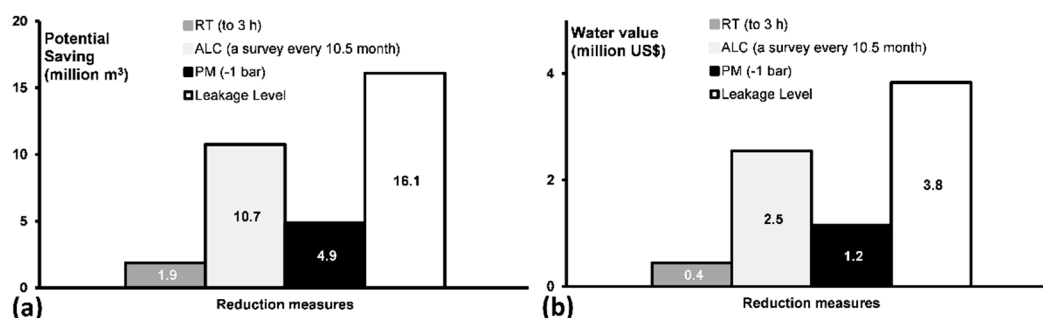 20
15
10
5
0
Potential
Saving
(million m³)
RT (to 3 h)
ALC (a survey every 10.5 month)
PM (-1 bar)
Leakage Level
1.9
10.7
4.9
16.1
(a)
Reduction measures
4
2
0
Water value
(million US$)
RT (to 3 h)
ALC (a survey every 10.5 month)
PM (-1 bar)
Leakage Level
0.4
2.5
1.2
3.8
(b)
Reduction measures